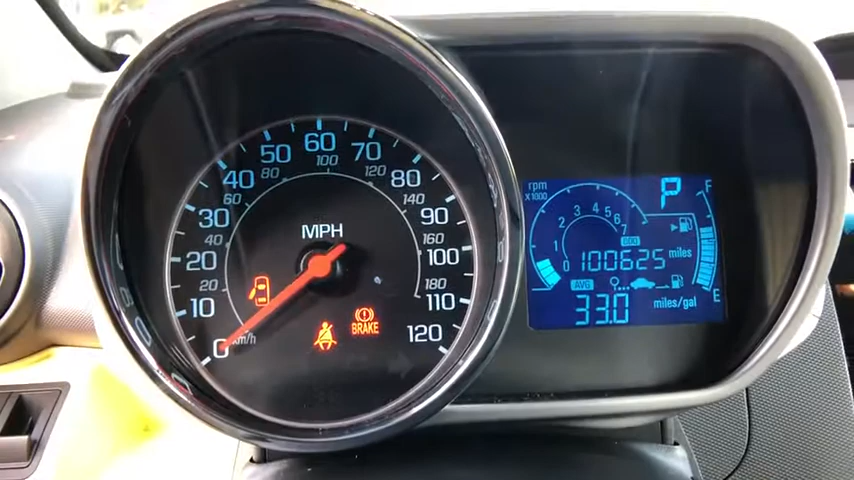 60
50 70
100
80 120
40 80
60 140
30 90
40 MPH 160
20 100
20 180
10 110
BRAKE
0 km/h 120
rpm x1000
P F
0 1 2 3 4 5 6 7
ODO
100625 miles
AVG
33.0 miles/gal E